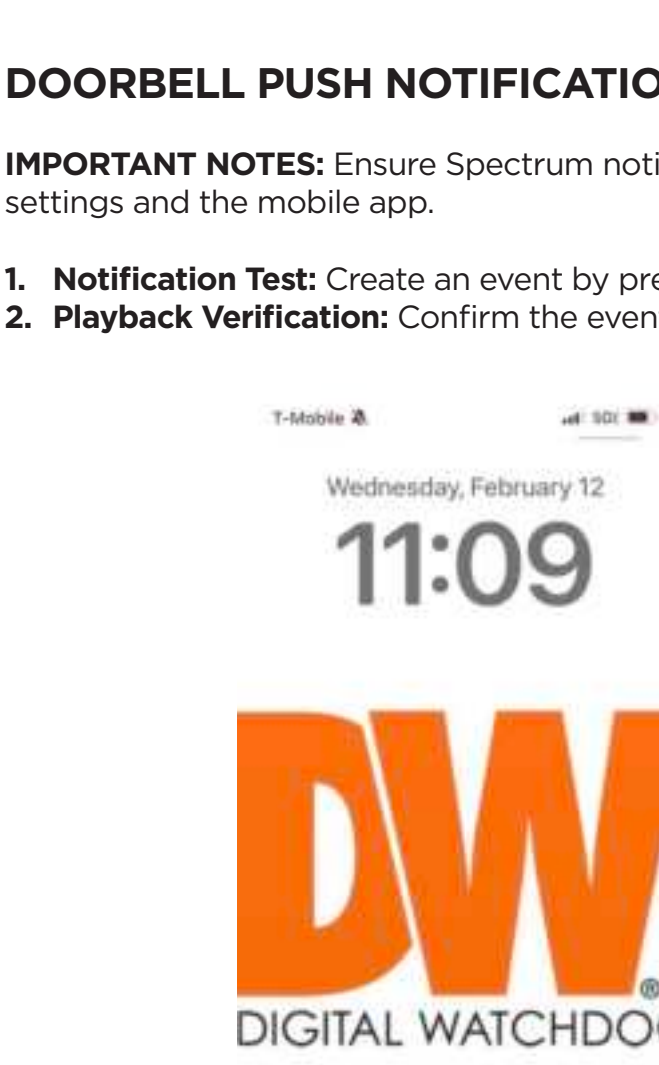 DOORBELL PUSH NOTIFICATIO
IMPORTANT NOTES: Ensure Spectrum noti
settings and the mobile app.
1. Notification Test: Create an event by pre
2. Playback Verification: Confirm the even
T-Mobile
Wednesday, February 12
11:09
DW®
DIGITAL WATCHDO